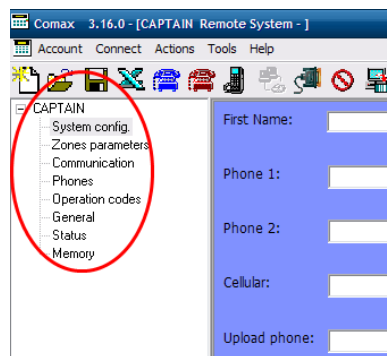 Comax 3.16.0 - [CAPTAIN Remote System - ]
Account Connect Actions Tools Help
CAPTAIN
System config.
Zones parameters
Communication
Phones
Operation codes
General
Status
Memory
First Name:
Phone 1:
Phone 2:
Cellular:
Upload phone: